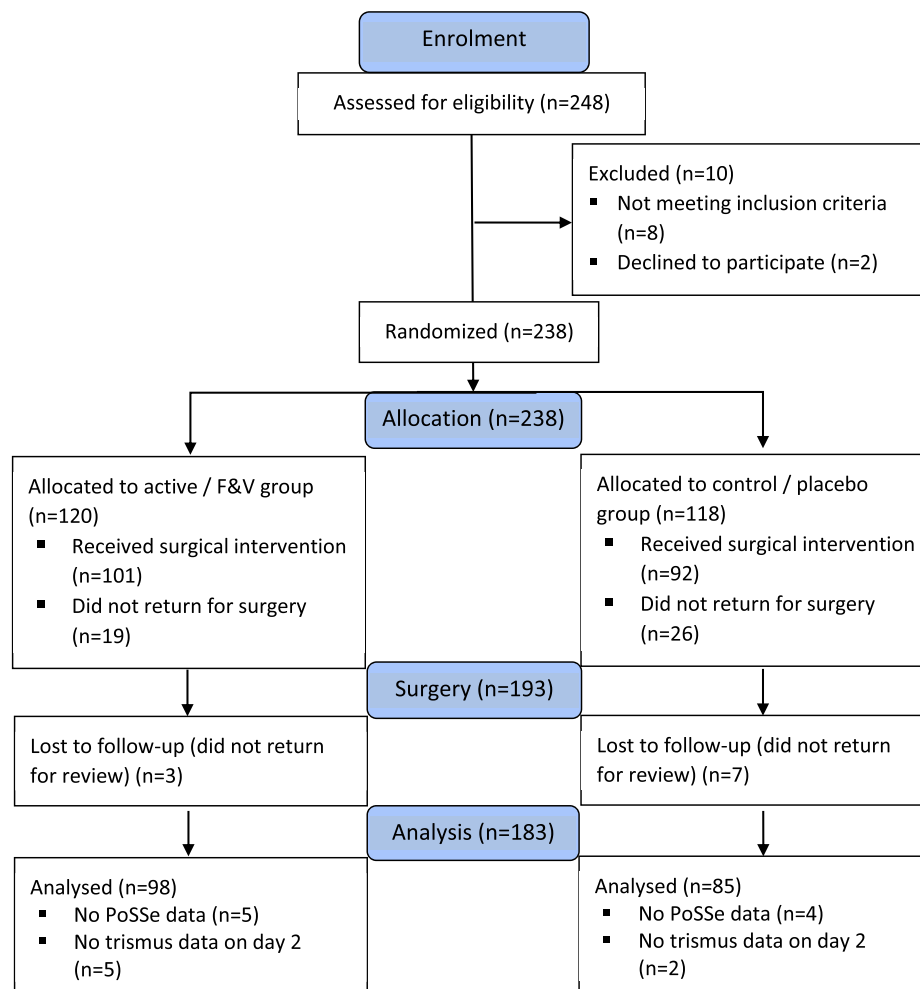 Enrolment
Assessed for eligibility (n=248)
Excluded (n=10)
▪ Not meeting inclusion criteria
(n=8)
▪ Declined to participate (n=2)
Randomized (n=238)
Allocation (n=238)
Allocated to active / F&V group
(n=120)
▪ Received surgical intervention
(n=101)
▪ Did not return for surgery
(n=19)
Allocated to control / placebo
group (n=118)
▪ Received surgical intervention
(n=92)
▪ Did not return for surgery
(n=26)
Surgery (n=193)
Lost to follow-up (did not return
for review) (n=3)
Lost to follow-up (did not return
for review) (n=7)
Analysis (n=183)
Analysed (n=98)
▪ No PoSSe data (n=5)
▪ No trismus data on day 2
(n=5)
Analysed (n=85)
▪ No PoSSe data (n=4)
▪ No trismus data on day 2
(n=2)